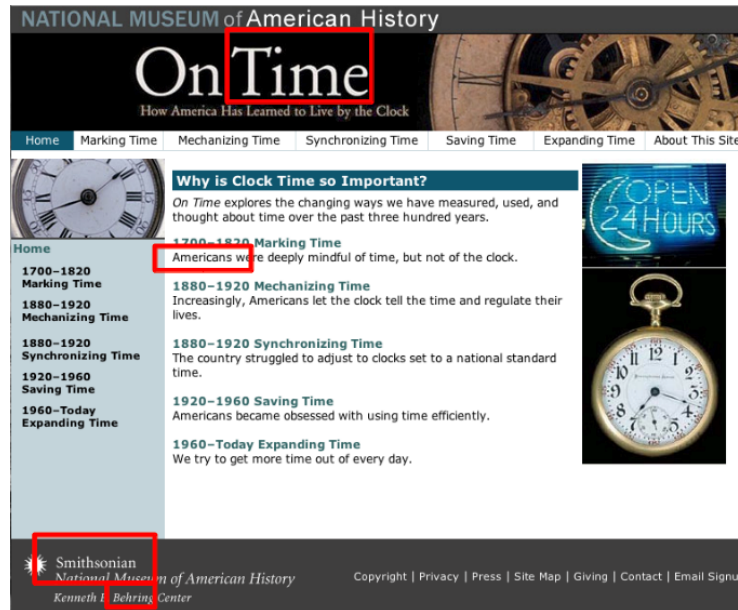 NATIONAL MUSEUM of American History
On Time
How America Has Learned to Live by the Clock
Home Marking Time Mechanizing Time Synchronizing Time Saving Time Expanding Time About This Site
Home
1700–1820
Marking Time
1880–1920
Mechanizing Time
1880–1920
Synchronizing Time
1920–1960
Saving Time
1960–Today
Expanding Time
Why is Clock Time so Important?
On Time explores the changing ways we have measured, used, and
thought about time over the past three hundred years.
1700–1820 Marking Time
Americans were deeply mindful of time, but not of the clock.
1880–1920 Mechanizing Time
Increasingly, Americans let the clock tell the time and regulate their
lives.
1880–1920 Synchronizing Time
The country struggled to adjust to clocks set to a national standard
time.
1920–1960 Saving Time
Americans became obsessed with using time efficiently.
1960–Today Expanding Time
We try to get more time out of every day.
OPEN
24 HOURS
11 12 1
Smithsonian
National Museum of American History
Kenneth E. Behring Center
Copyright | Privacy | Press | Site Map | Giving | Contact | Email Signu